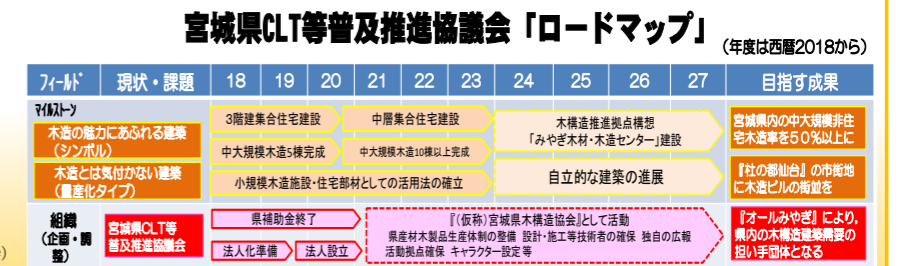 宮城県CLT等普及推進協議会「ロードマップ」
（年度は西暦2018から）
フィールド 現状・課題 18 19 20 21 22 23 24 25 26 27 目指す成果
マイルストーン
木造の魅力にあふれる建築
（シンボル）
3階建集合住宅建設
中層集合住宅建設
中大規模木造5棟完成
中大規模木造10棟以上完成
木構造推進拠点構想
「みやぎ木材・木造センター」建設
宮城県内の中大規模非住
宅木造率を５０％以上に
木造とは気付かない建築
（量産化タイプ）
小規模木造施設・住宅部材としての活用法の確立
自立的な建築の進展
『杜の都仙台』の市街地
に木造ビルの街並を
組織
（企画・調
整）
宮城県CLT等
普及推進協議会
県補助金終了
法人化準備
法人設立
『（仮称）宮城県木構造協会』として活動
県産材木製品生産体制の整備 設計・施工等技術者の確保 独自の広報
活動拠点確保 キャラクター設定等
『オールみやぎ』により，
県内の木構造建築需要の
担い手団体となる